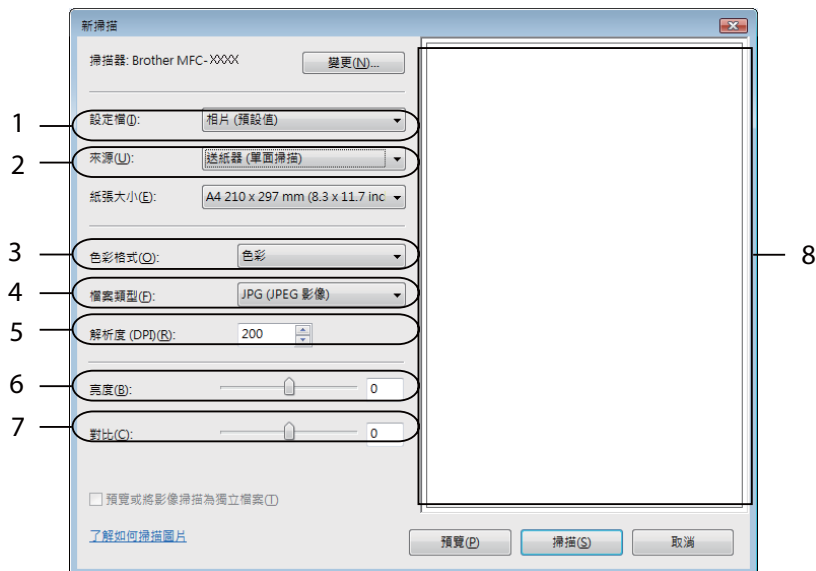 新掃描
掃描器: Brother MFC-XXXX 變更(N)...
1 設定檔(I): 相片 (預設值)
2 來源(U): 送紙器 (單面掃描)
紙張大小(E): A4 210 x 297 mm (8.3 x 11.7 inc
3 色彩格式(O): 色彩
8
4 檔案類型(F): JPG (JPEG 影像)
5 解析度 (DPI)(R): 200
6 亮度(B): 0
7 對比(C): 0
預覽或將影像掃描為獨立檔案(T)
了解如何掃描圖片
預覽(P) 掃描(S) 取消